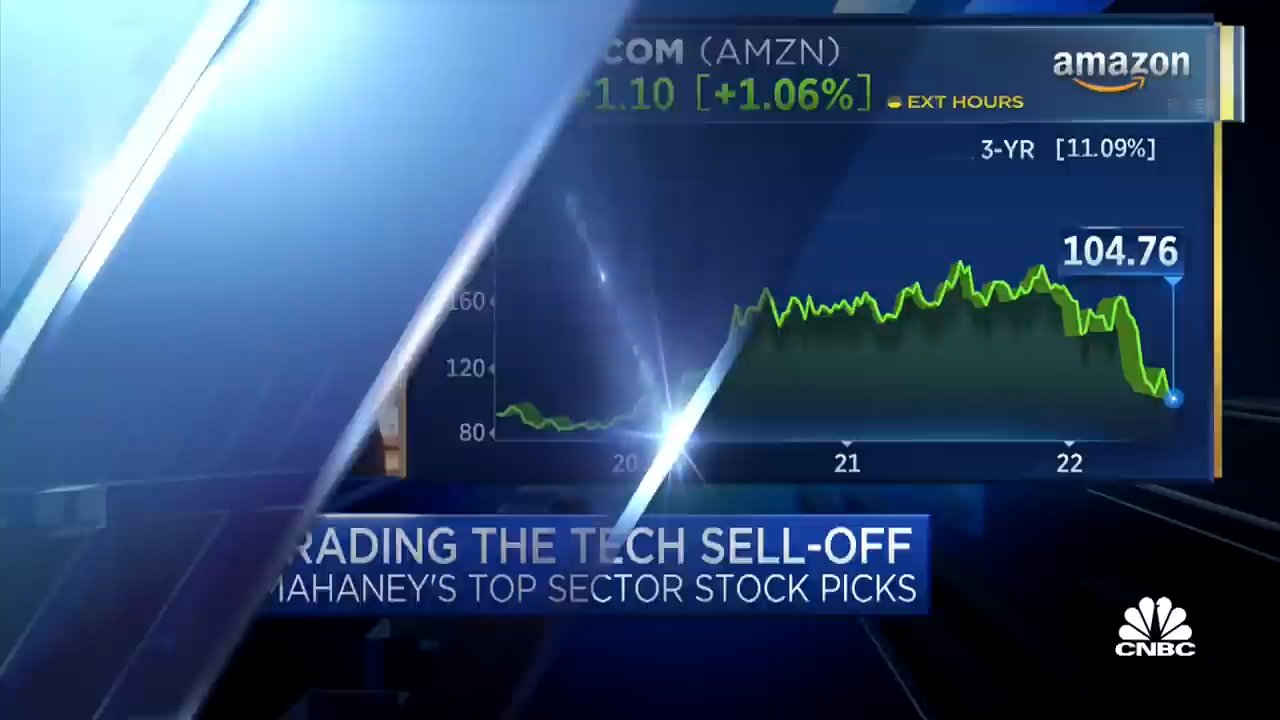 COM (AMZN)
1.10 [+1.06%] EXT HOURS
amazon
3-YR [11.09%]
104.76
160
120
80
20 21 22
RADING THE TECH SELL-OFF
MAHANEY'S TOP SECTOR STOCK PICKS
CNBC